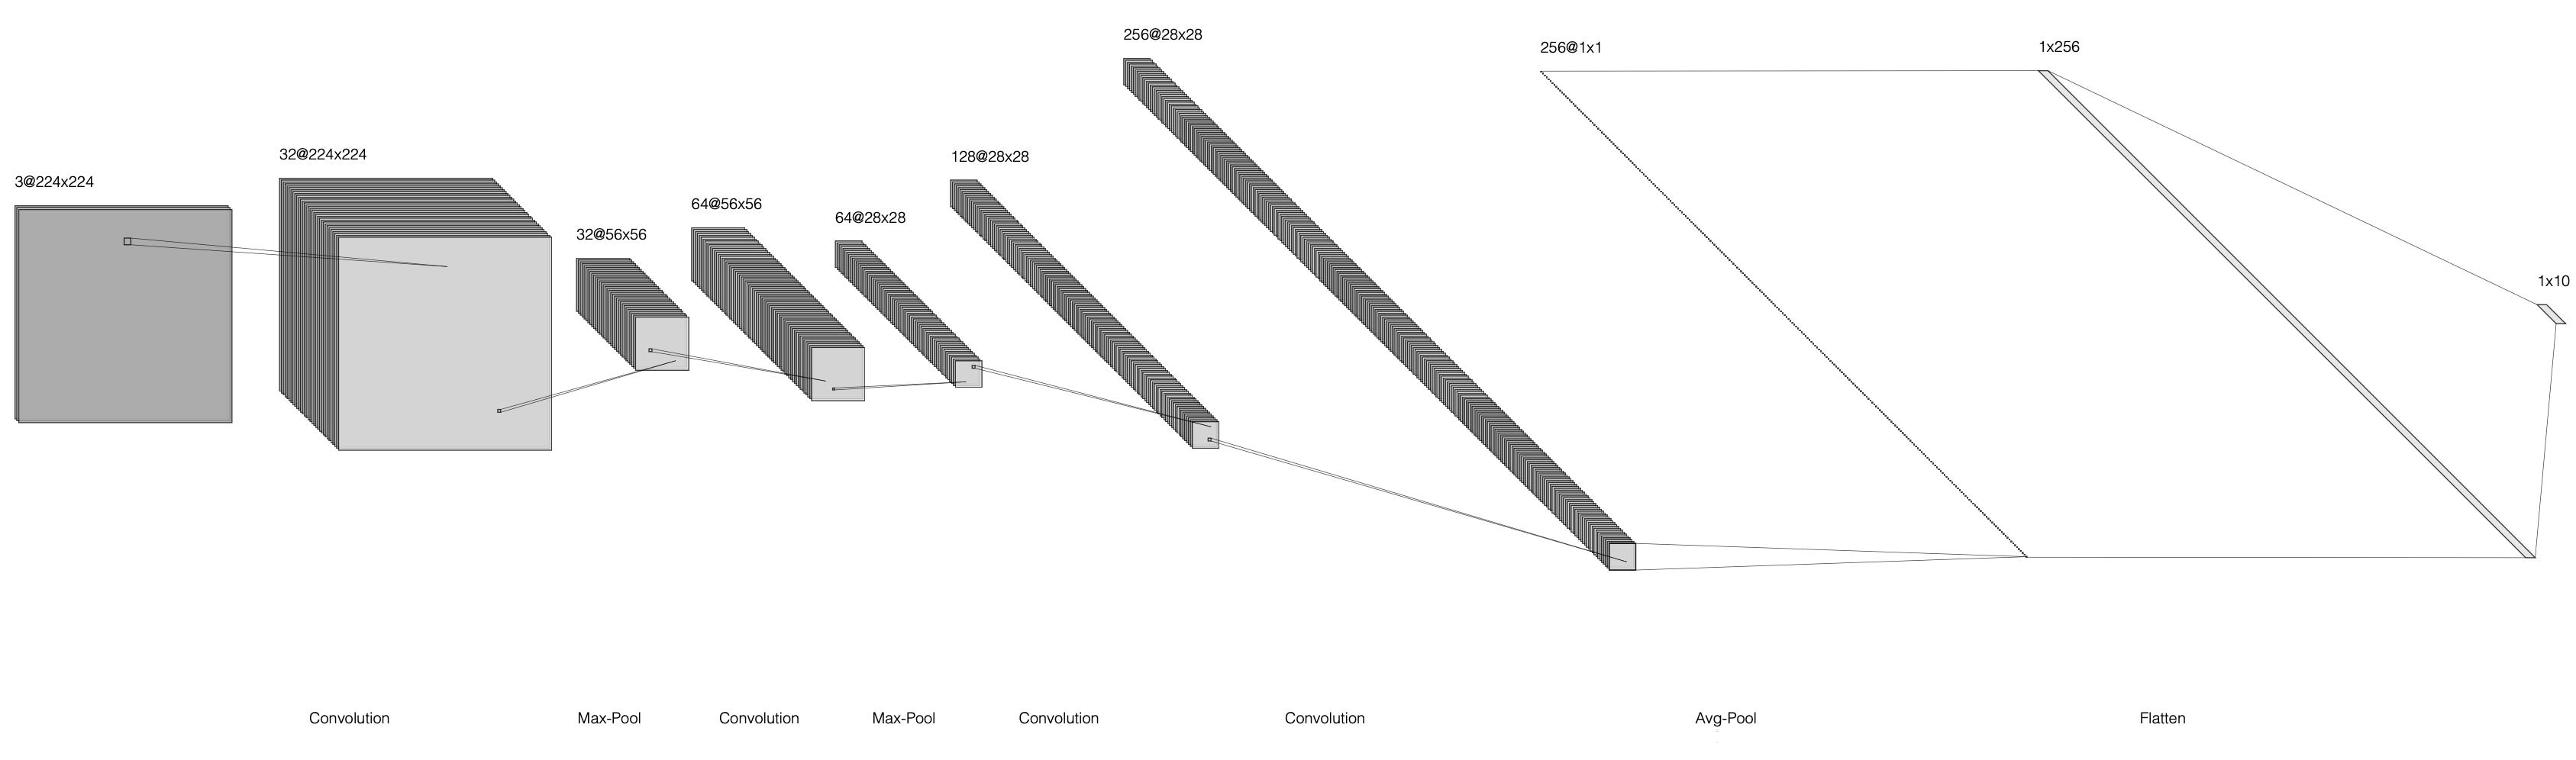 3@224x224
32@224x224
32@56x56
64@56x56
64@28x28
128@28x28
256@28x28
256@1x1
1x256
1x10
Convolution
Max-Pool
Convolution
Max-Pool
Convolution
Convolution
Avg-Pool
Flatten